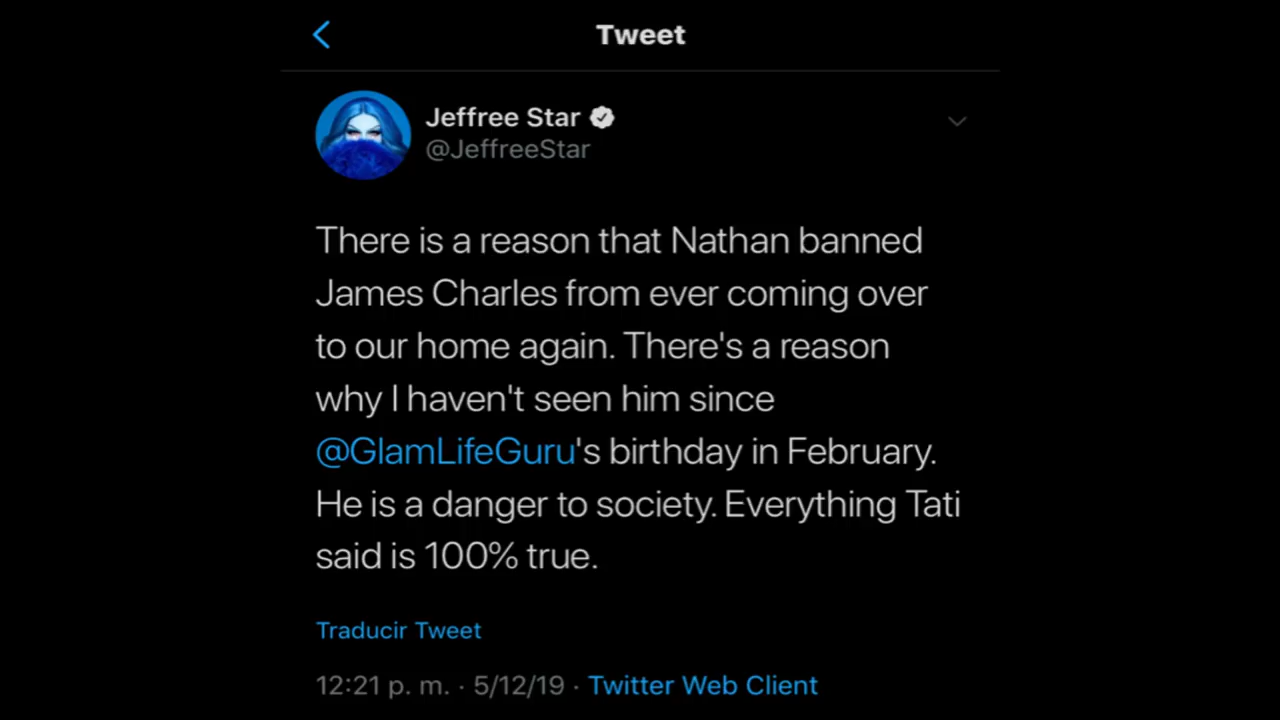 Tweet
Jeffree Star
@JeffreeStar
There is a reason that Nathan banned
James Charles from ever coming over
to our home again. There's a reason
why I haven't seen him since
@GlamLifeGuru's birthday in February.
He is a danger to society. Everything Tati
said is 100% true.
Traducir Tweet
12:21 p. m. · 5/12/19 · Twitter Web Client